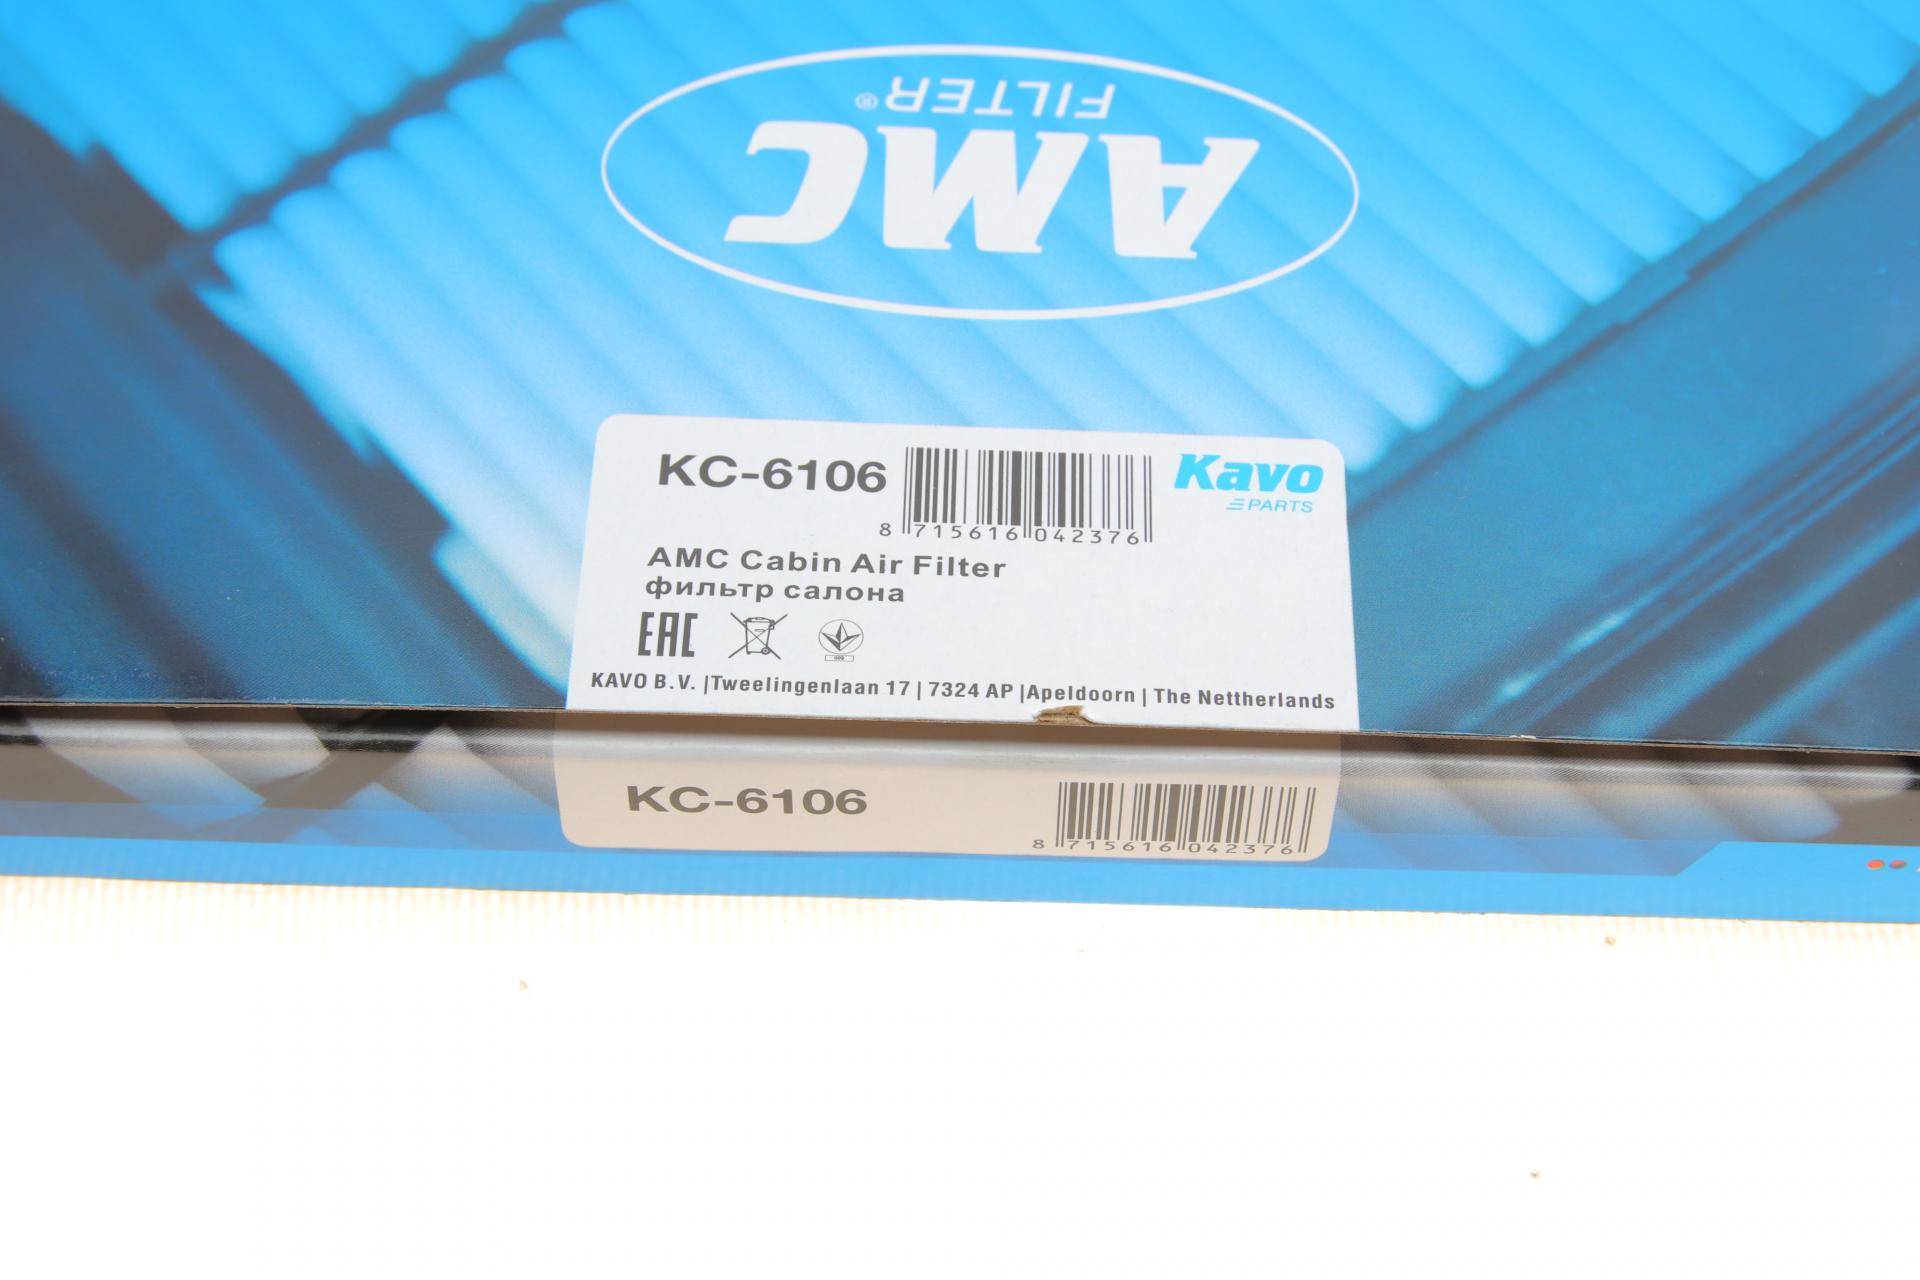 AMC
FILTER®
KC-6106
8 715616 042376
Kavo
PARTS
AMC Cabin Air Filter
фильтр салона
EAC
KAVO B.V. |Tweelingenlaan 17 | 7324 AP |Apeldoorn | The Nettherlands
KC-6106
8 715616 042376